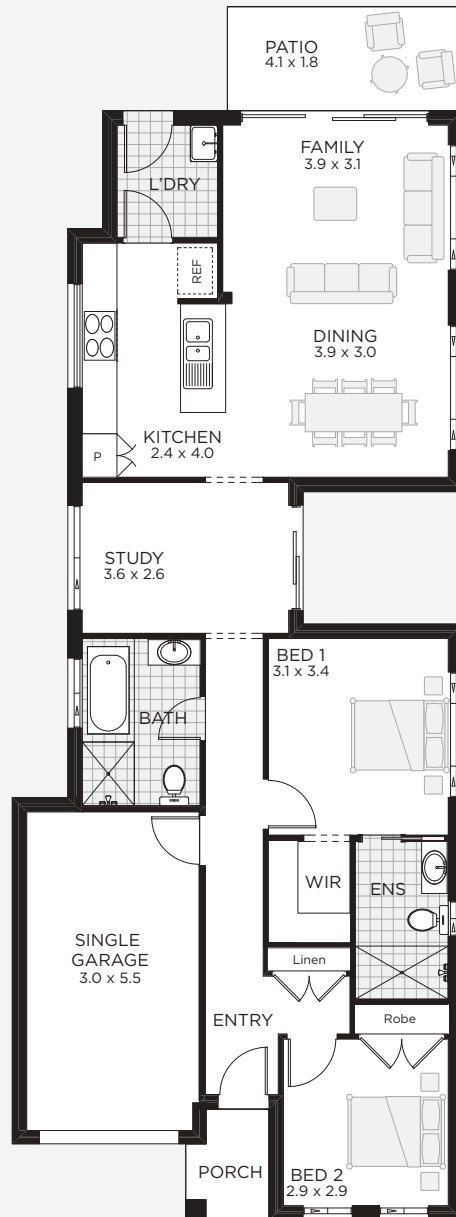 PATIO
4.1 x 1.8
FAMILY
3.9 x 3.1
L'DRY
REF
DINING
3.9 x 3.0
KITCHEN
2.4 x 4.0
P
STUDY
3.6 x 2.6
BED 1
3.1 x 3.4
BATH
WIR
ENS
SINGLE
GARAGE
3.0 x 5.5
Linen
ENTRY
Robe
PORCH
BED 2
2.9 x 2.9